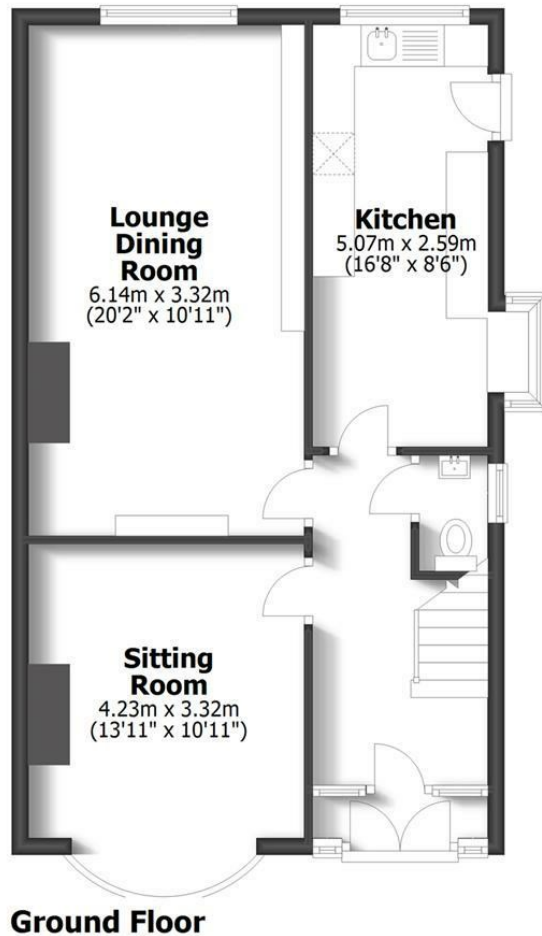 Lounge
Dining
Room
6.14m x 3.32m
(20'2" x 10'11")
Kitchen
5.07m x 2.59m
(16'8" x 8'6")
Sitting
Room
4.23m x 3.32m
(13'11" x 10'11")
Ground Floor